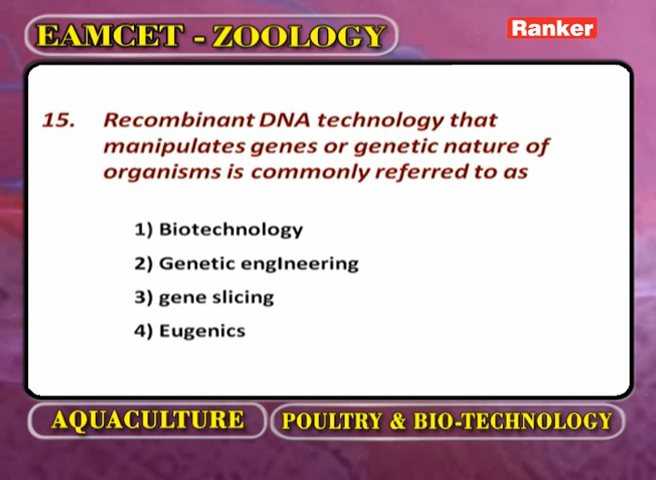 EAMCET - ZOOLOGY
Ranker
15. Recombinant DNA technology that
manipulates genes or genetic nature of
organisms is commonly referred to as
1) Biotechnology
2) Genetic engIneering
3) gene slicing
4) Eugenics
AQUACULTURE
POULTRY & BIO-TECHNOLOGY